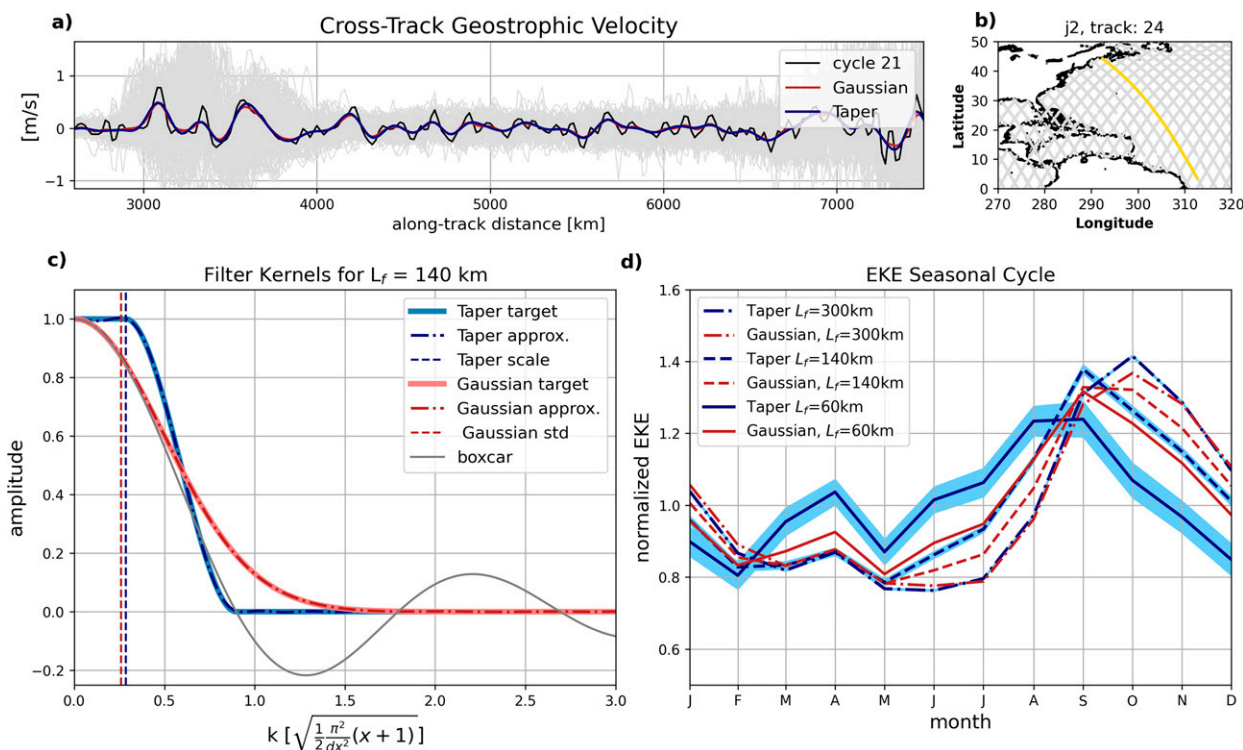 a)
Cross-Track Geostrophic Velocity
[m/s]
1
0
−1
cycle 21
Gaussian
Taper
3000
4000
5000
6000
7000
along-track distance [km]
b)
j2, track: 24
Latitude
50
40
30
20
10
0
270
280
290
300
310
320
Longitude
c)
Filter Kernels for L_f = 140 km
amplitude
1.0
0.8
0.6
0.4
0.2
0.0
−0.2
Taper target
Taper approx.
Taper scale
Gaussian target
Gaussian approx.
Gaussian std
boxcar
0.0
0.5
1.0
1.5
2.0
2.5
3.0
k [√(1/2 π²/dx² (x + 1))]
d)
EKE Seasonal Cycle
normalized EKE
1.6
1.4
1.2
1.0
0.8
0.6
Taper L_f=300km
Gaussian, L_f=300km
Taper L_f=140km
Gaussian, L_f=140km
Taper L_f=60km
Gaussian, L_f=60km
J
F
M
A
M
J
J
A
S
O
N
D
month